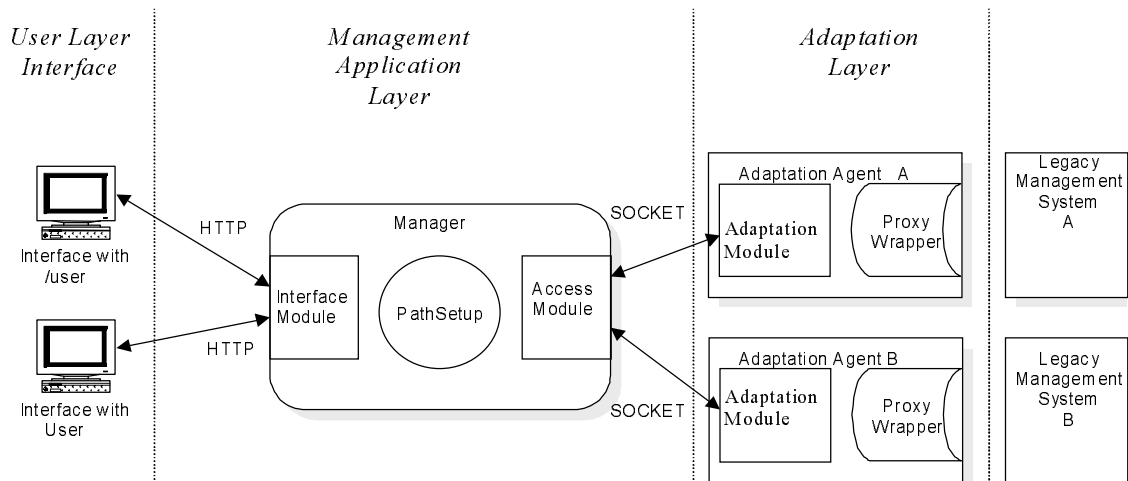 User Layer
Interface
Management
Application
Layer
Adaptation
Layer
Interface with
/user
HTTP
Interface with
User
HTTP
Manager
Interface
Module
PathSetup
Access
Module
SOCKET
SOCKET
Adaptation Agent A
Adaptation
Module
Proxy
Wrapper
Adaptation Agent B
Adaptation
Module
Proxy
Wrapper
Legacy
Management
System
A
Legacy
Management
System
B